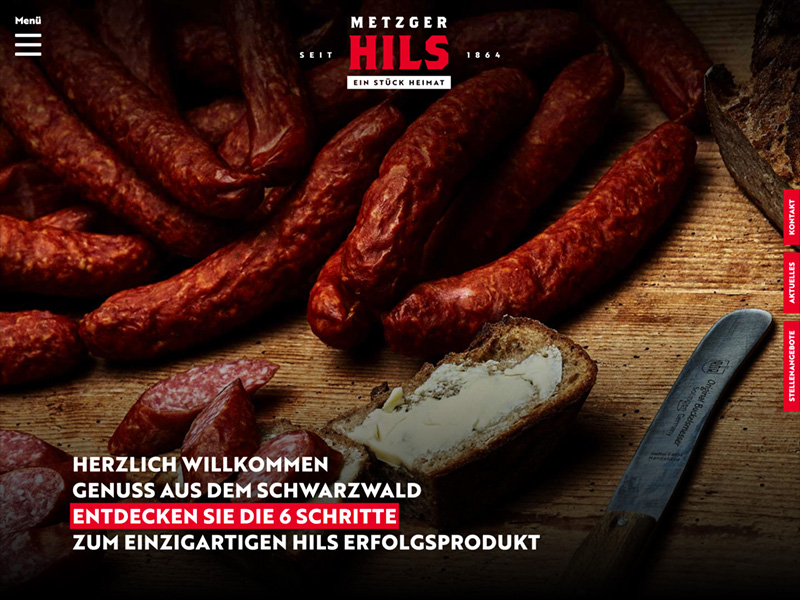 Menü
METZGER
SEIT HILS 1864
EIN STÜCK HEIMAT
KONTAKT
AKTUELLES
STELLENANGEBOTE
HERZLICH WILLKOMMEN
GENUSS AUS DEM SCHWARZWALD
ENTDECKEN SIE DIE 6 SCHRITTE
ZUM EINZIGARTIGEN HILS ERFOLGSPRODUKT